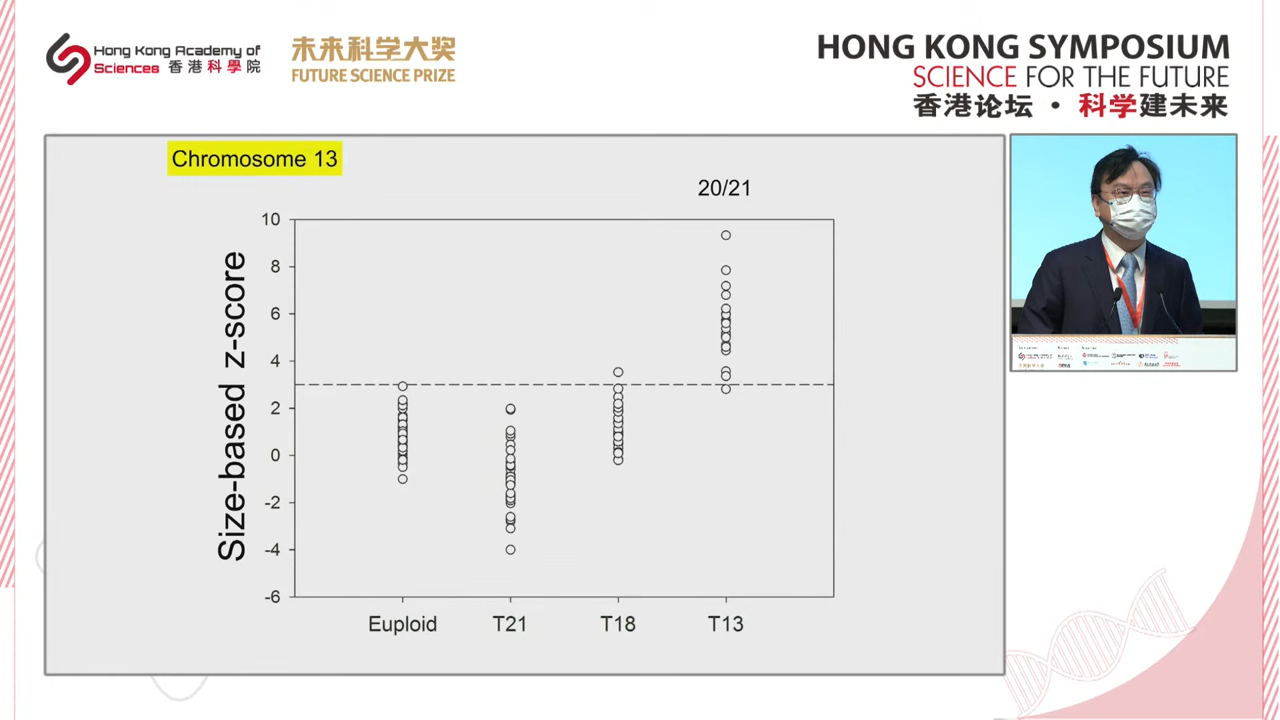 Hong Kong Academy of
Sciences 香港科學院
未来科学大奖
FUTURE SCIENCE PRIZE
HONG KONG SYMPOSIUM
SCIENCE FOR THE FUTURE
香港论坛 · 科学建未来
Chromosome 13
20/21
Size-based z-score
10
8
6
4
2
0
-2
-4
-6
Euploid T21 T18 T13